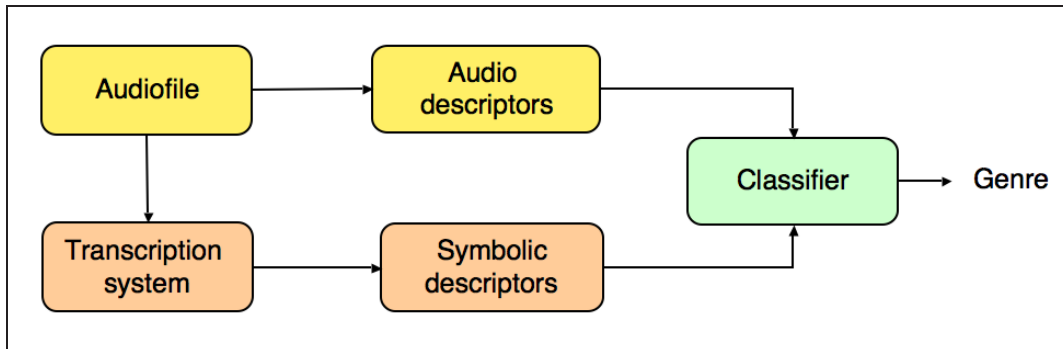 Audiofile
Audio
descriptors
Classifier
Genre
Transcription
system
Symbolic
descriptors